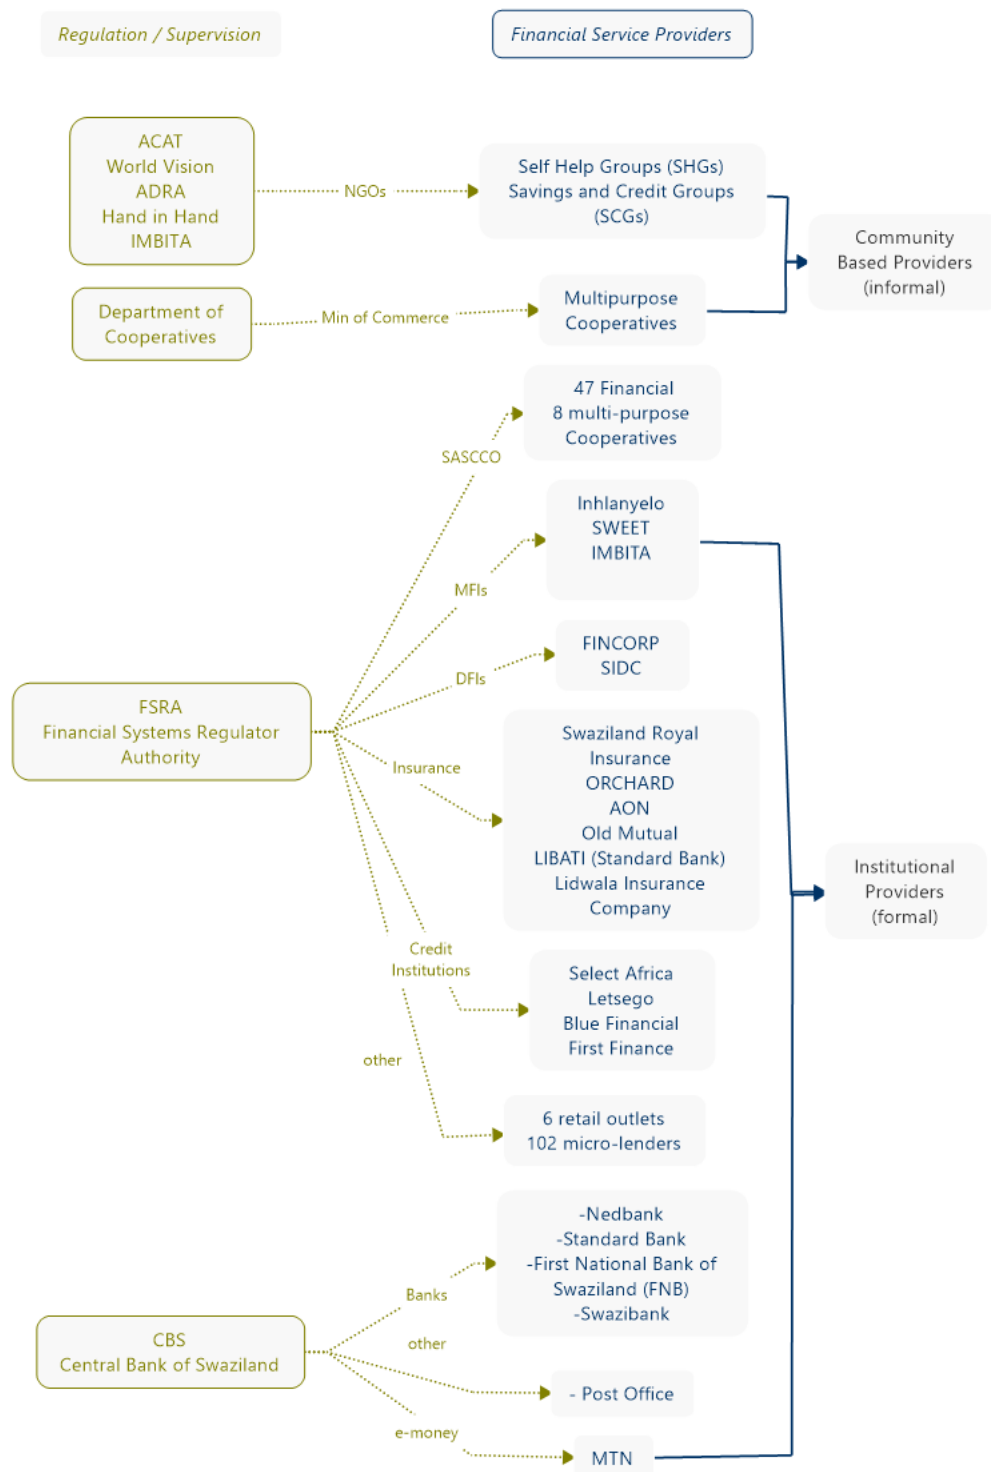 Regulation / Supervision
Financial Service Providers
ACAT
World Vision
ADRA
Hand in Hand
IMBITA
NGOs
Self Help Groups (SHGs)
Savings and Credit Groups
(SCGs)
Community
Based Providers
(informal)
Department of
Cooperatives
Min of Commerce
Multipurpose
Cooperatives
47 Financial
8 multi-purpose
Cooperatives
SASCCO
Inhlanyelo
SWEET
IMBITA
MFIs
FINCORP
SIDC
DFIs
FSRA
Financial Systems Regulator
Authority
Insurance
Swaziland Royal
Insurance
ORCHARD
AON
Old Mutual
LIBATI (Standard Bank)
Lidwala Insurance
Company
Institutional
Providers
(formal)
Credit
Institutions
Select Africa
Letsego
Blue Financial
First Finance
other
6 retail outlets
102 micro-lenders
-Nedbank
-Standard Bank
-First National Bank of
Swaziland (FNB)
-Swazibank
Banks
CBS
Central Bank of Swaziland
other
- Post Office
e-money
MTN